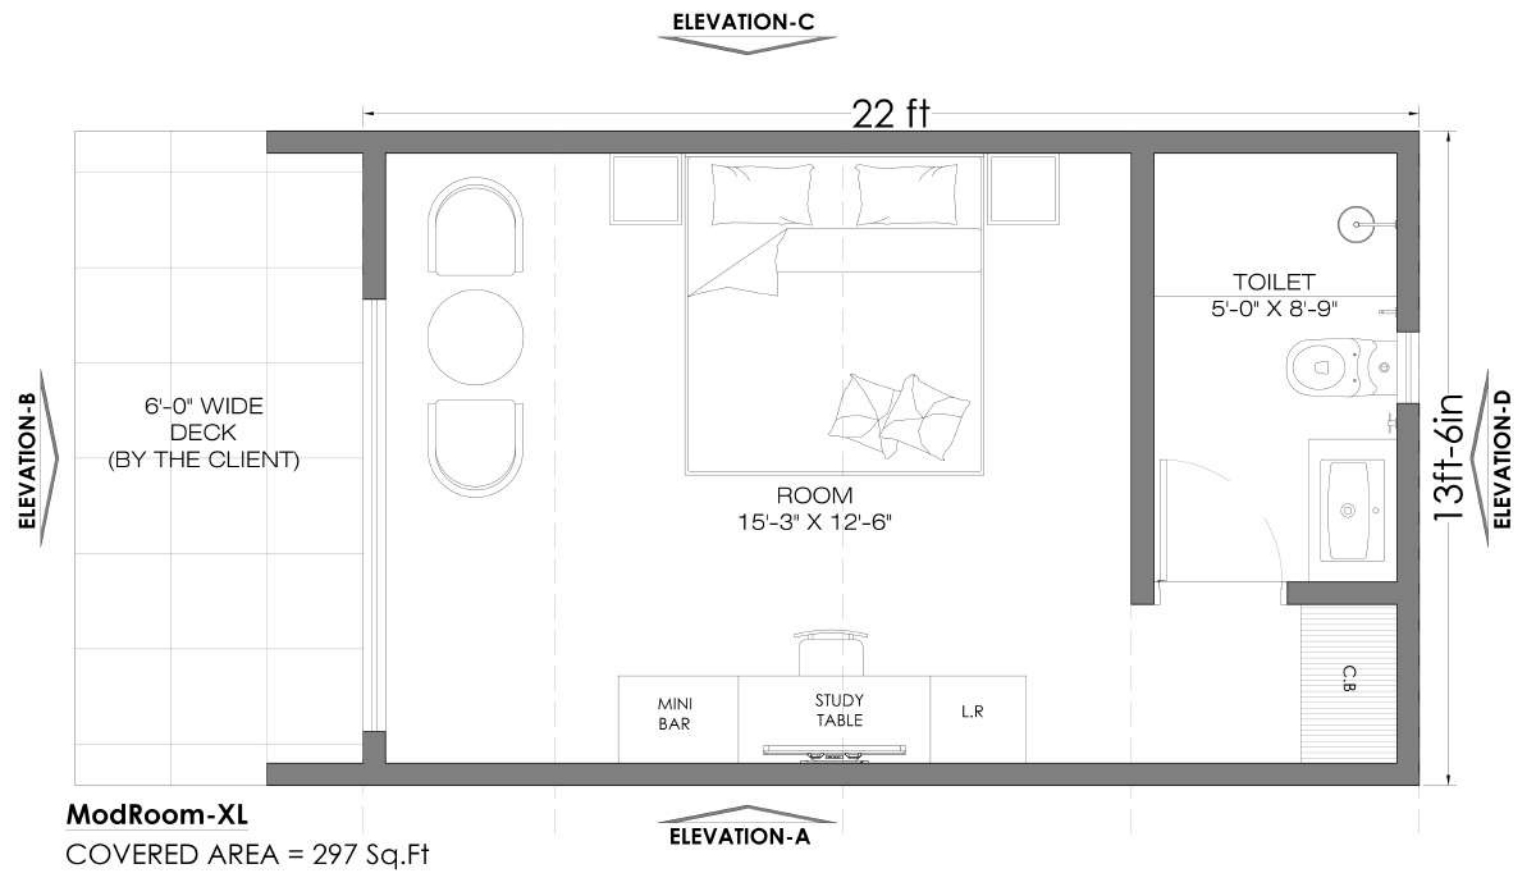 ELEVATION-C
22 ft
TOILET
5'-0" X 8'-9"
ELEVATION-B
6'-0" WIDE
DECK
(BY THE CLIENT)
13ft-6in
ELEVATION-D
ROOM
15'-3" X 12'-6"
MINI
BAR
STUDY
TABLE
L.R
C.B
ModRoom-XL
ELEVATION-A
COVERED AREA = 297 Sq.Ft